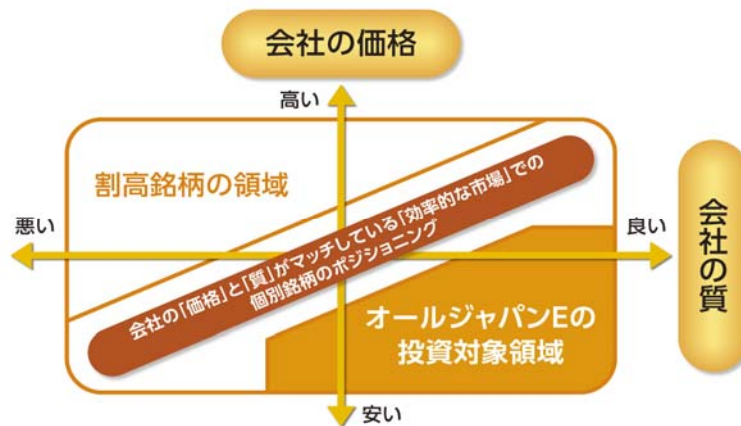 会社の価格
高い
割高銘柄の領域
会社の「価格」と「質」がマッチしている「効率的な市場」での
個別銘柄のポジショニング
悪い
良い
会社の質
オールジャパンEの
投資対象領域
安い